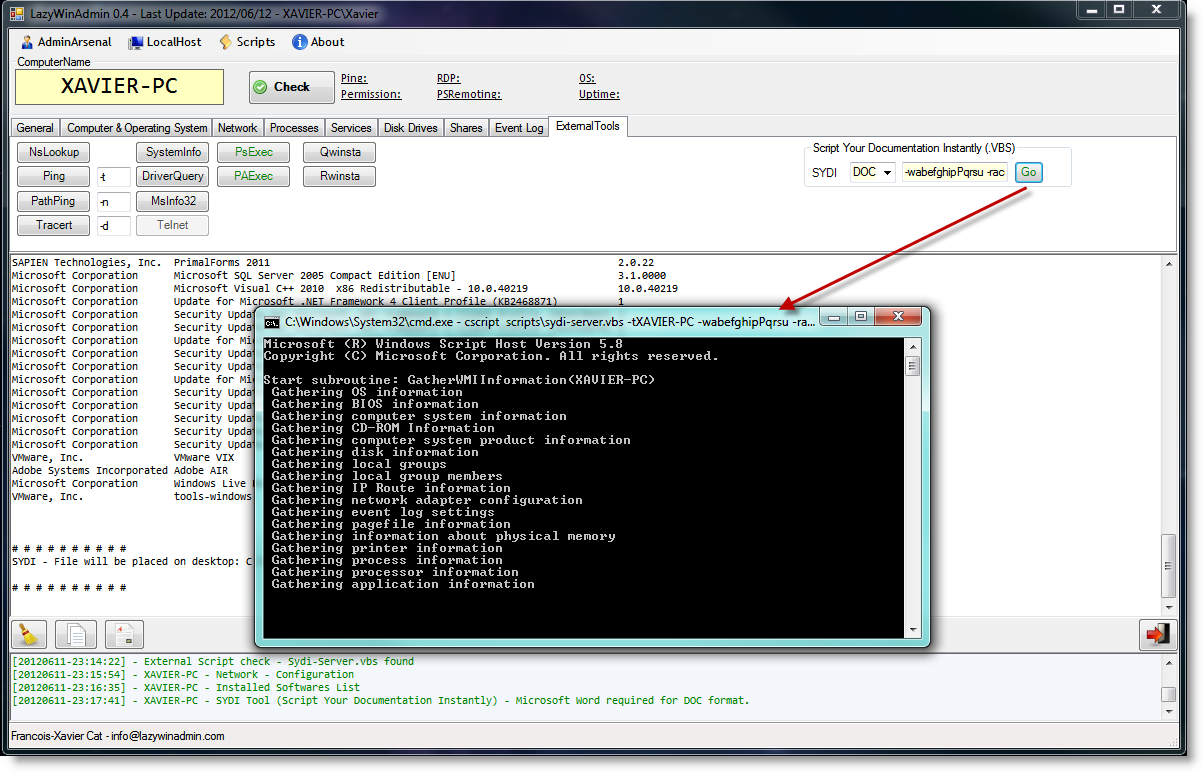 LazyWinAdmin 0.4 - Last Update: 2012/06/12 - XAVIER-PC\Xavier
AdminArsenal LocalHost Scripts About
ComputerName
XAVIER-PC
Check
Ping: RDP: OS:
Permission: PSRemoting: Uptime:
General Computer & Operating System Network Processes Services Disk Drives Shares Event Log ExternalTools
NsLookup SystemInfo PsExec Qwinsta
Ping -t DriverQuery PAExec Rwinsta
PathPing -n MsInfo32
Tracert -d Telnet
Script Your Documentation Instantly (.VBS)
SYDI DOC -wabefghipPqrsu -rac Go
SAPIEN Technologies, Inc. PrimalForms 2011 2.0.22
Microsoft Corporation Microsoft SQL Server 2005 Compact Edition [ENU] 3.1.0000
Microsoft Corporation Microsoft Visual C++ 2010 x86 Redistributable - 10.0.40219 10.0.40219
Microsoft Corporation Update for Microsoft .NET Framework 4 Client Profile (KB2468871) 1
Microsoft Corporation Security Upda
Microsoft Corporation Update for Mi
Microsoft Corporation Update for Mi
Microsoft Corporation Security Upda
Microsoft Corporation Security Upda
Microsoft Corporation Update for Mi
Microsoft Corporation Security Upda
Microsoft Corporation Security Upda
Microsoft Corporation Security Upda
Microsoft Corporation Security Upda
Microsoft Corporation Security Upda
VMware, Inc. VMware VIX
Adobe Systems Incorporated Adobe AIR
Microsoft Corporation Windows Live
VMware, Inc. tools-windows
# # # # # # # # # #
SYDI - File will be placed on desktop: C
# # # # # # # # # #
C:\Windows\System32\cmd.exe - cscript scripts\sydi-server.vbs -tXAVIER-PC -wabefghipPqrsu -ra...
Microsoft (R) Windows Script Host Version 5.8
Copyright (C) Microsoft Corporation. All rights reserved.
Start subroutine: GatherWMIInformation(XAVIER-PC)
Gathering OS information
Gathering BIOS information
Gathering computer system information
Gathering CD-ROM Information
Gathering computer system product information
Gathering disk information
Gathering local groups
Gathering local group members
Gathering IP Route information
Gathering network adapter configuration
Gathering event log settings
Gathering pagefile information
Gathering information about physical memory
Gathering printer information
Gathering process information
Gathering processor information
Gathering application information
[20120611-23:14:22] - External Script check - Sydi-Server.vbs found
[20120611-23:15:54] - XAVIER-PC - Network - Configuration
[20120611-23:16:35] - XAVIER-PC - Installed Softwares List
[20120611-23:17:41] - XAVIER-PC - SYDI Tool (Script Your Documentation Instantly) - Microsoft Word required for DOC format.
Francois-Xavier Cat - info@lazywinadmin.com